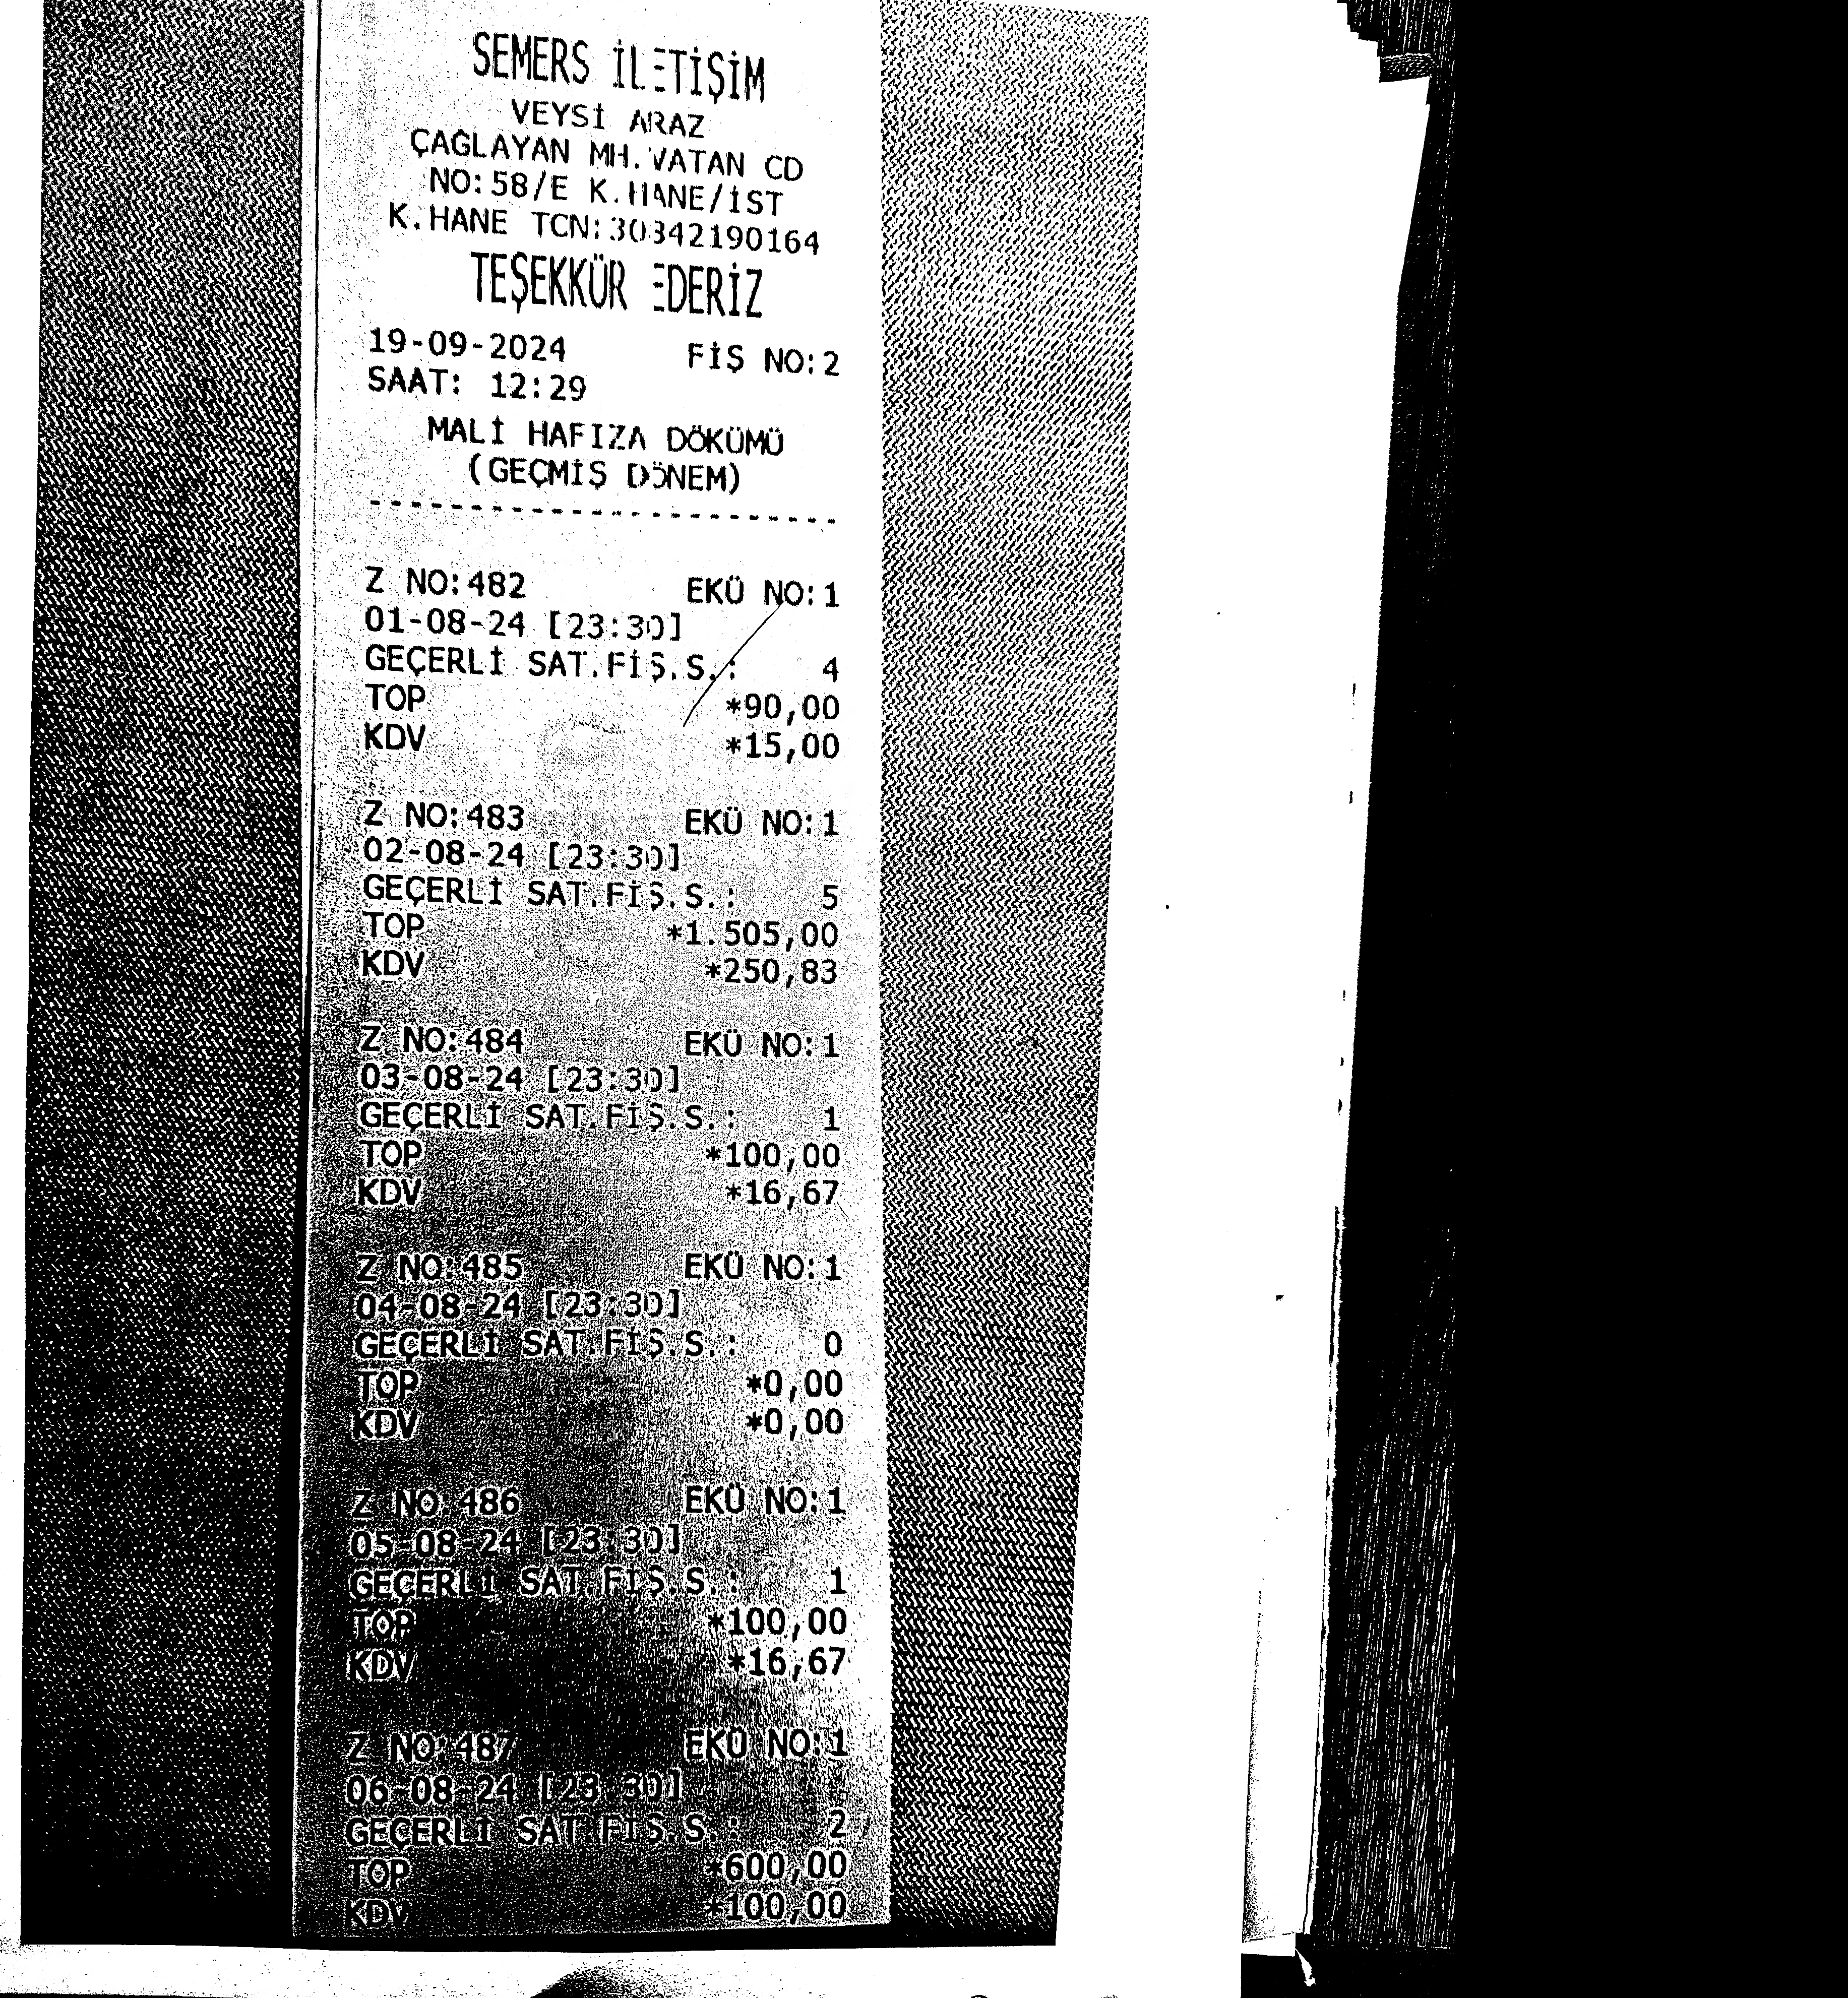 SEMERS İLETİŞİM
VEYSİ ARAZ
ÇAĞLAYAN MH.VATAN CD
NO:58/E K.HANE/İST
K.HANE TCN:30342190164
TEŞEKKÜR EDERİZ
19-09-2024 FİŞ NO:2
SAAT: 12:29
MALİ HAFIZA DÖKÜMÜ
(GEÇMİŞ DÖNEM)
------------------------
Z NO:482 EKÜ NO:1
01-08-24 [23:30]
GEÇERLİ SAT.FİŞ.S.: 4
TOP *90,00
KDV *15,00
Z NO:483 EKÜ NO:1
02-08-24 [23:30]
GEÇERLİ SAT.FİŞ.S.: 5
TOP *1.505,00
KDV *250,83
Z NO:484 EKÜ NO:1
03-08-24 [23:30]
GEÇERLİ SAT.FİŞ.S.: 1
TOP *100,00
KDV *16,67
Z NO:485 EKÜ NO:1
04-08-24 [23:30]
GEÇERLİ SAT.FİŞ.S.: 0
TOP *0,00
KDV *0,00
Z NO:486 EKÜ NO:1
05-08-24 [23:30]
GEÇERLİ SAT.FİŞ.S.: 1
TOP *100,00
KDV *16,67
Z NO:487 EKÜ NO:1
06-08-24 [23:30]
GEÇERLİ SAT.FİŞ.S.: 2
TOP *600,00
KDV *100,00